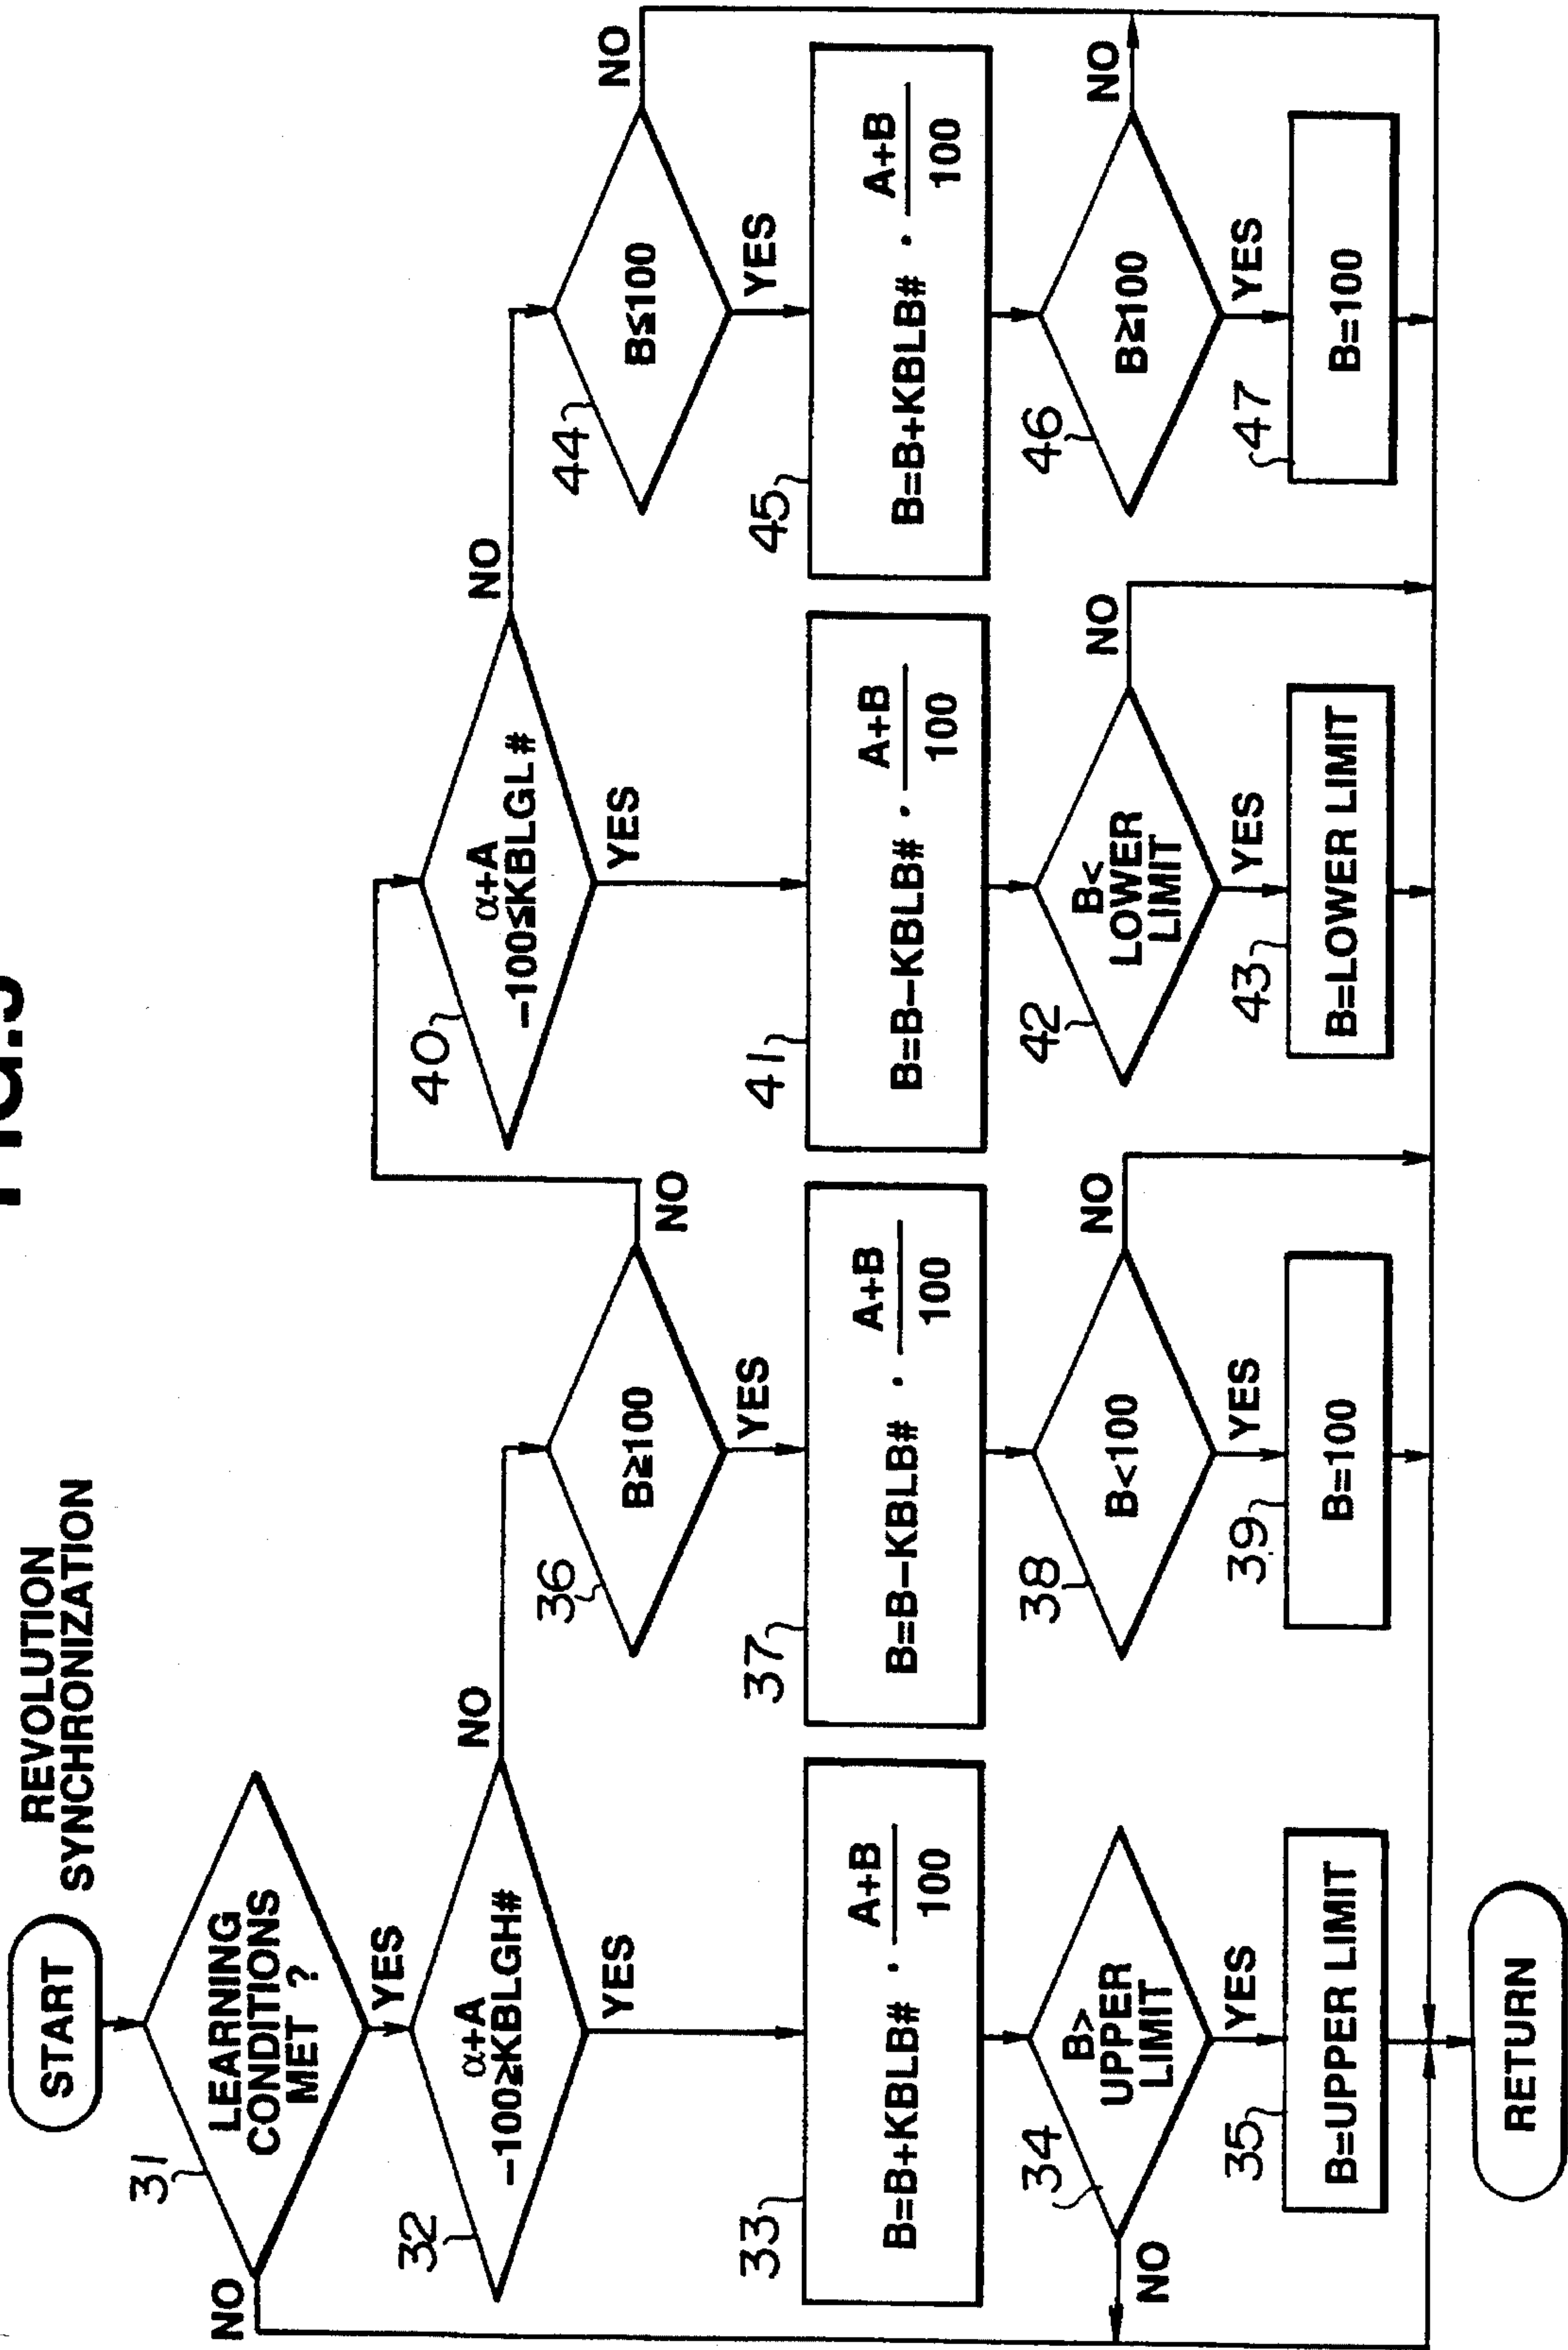 REVOLUTION
SYNCHRONIZATION
START
31
LEARNING
CONDITIONS
MET ?
NO
YES
32
α+A
−100≥KBLGH#
NO
YES
33
B=B+KBLB# · A+B
100
34
B>
UPPER
LIMIT
NO
YES
35
B=UPPER LIMIT
36
B≥100
NO
YES
37
B=B−KBLB# · A+B
100
38
B<100
NO
YES
39
B=100
40
α+A
−100≤KBLGL#
NO
YES
41
B=B−KBLB# · A+B
100
42
B<
LOWER
LIMIT
NO
YES
43
B=LOWER LIMIT
44
B≤100
NO
YES
45
B=B+KBLB# · A+B
100
46
B≥100
NO
YES
47
B=100
RETURN